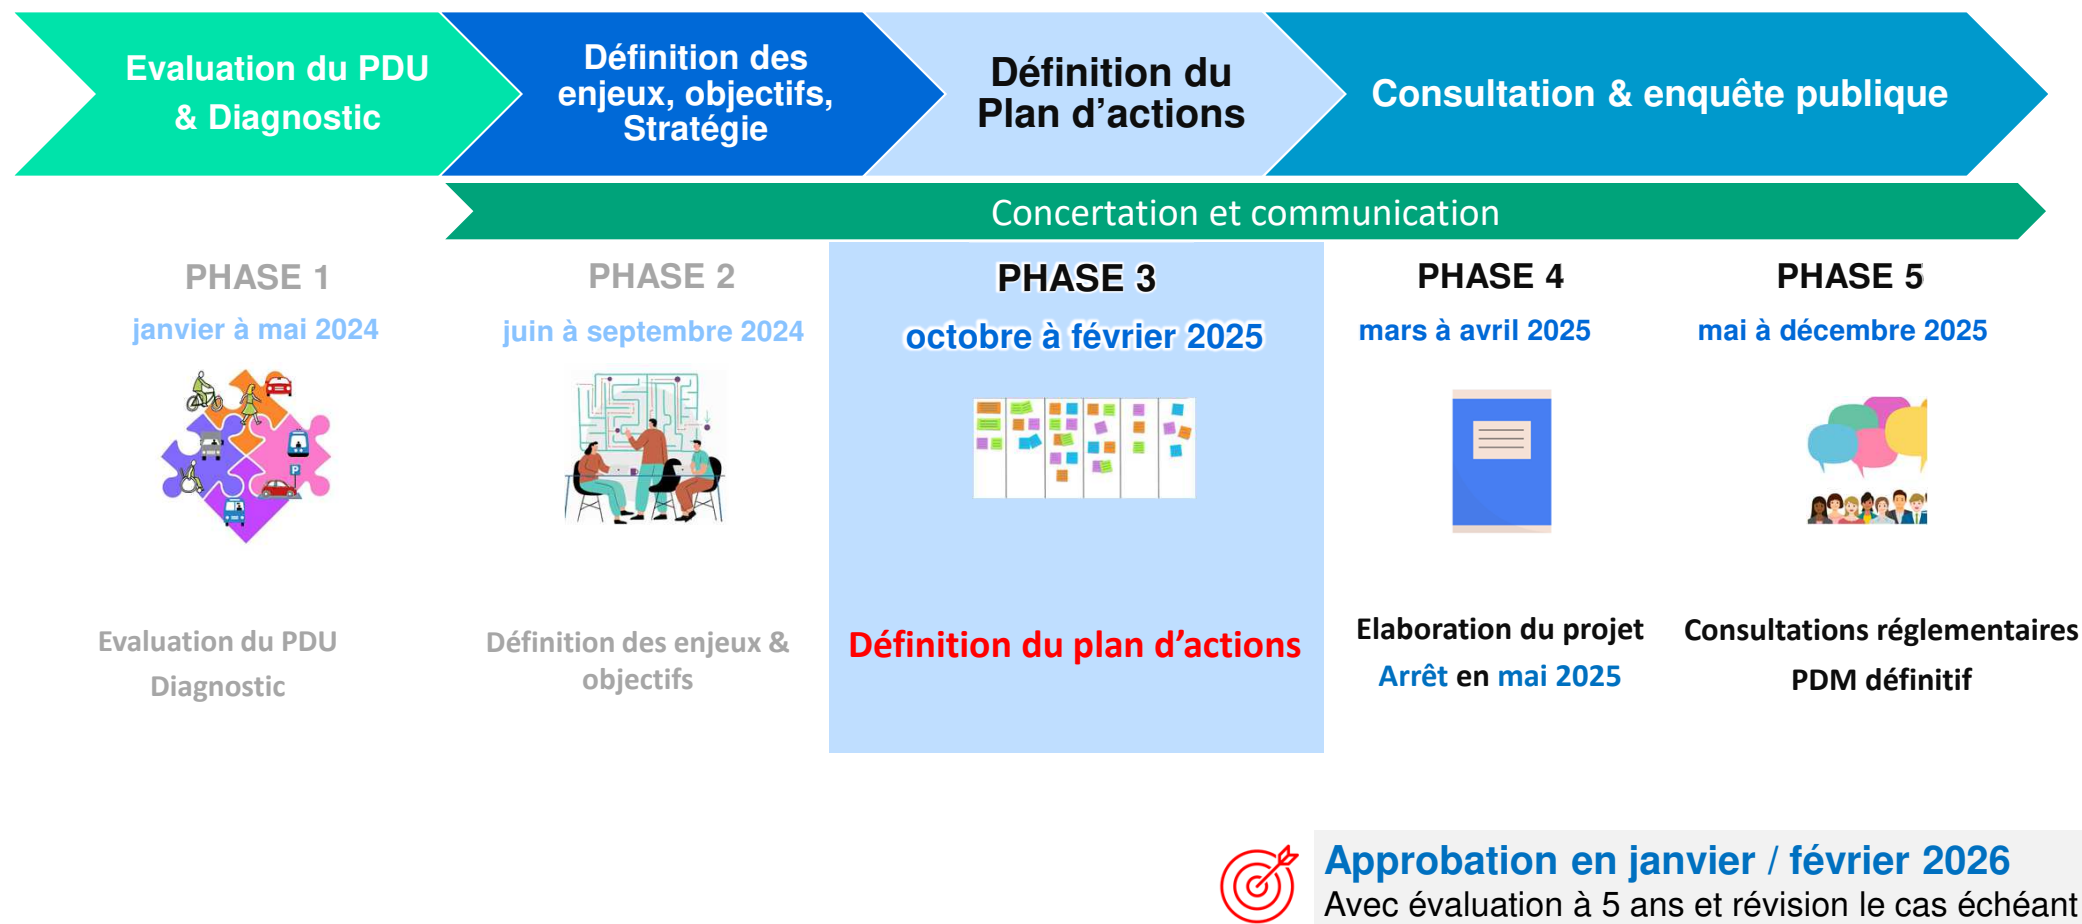 Evaluation du PDU
& Diagnostic
Définition des
enjeux, objectifs,
Stratégie
Définition du
Plan d’actions
Consultation & enquête publique
Concertation et communication
PHASE 1
janvier à mai 2024
Evaluation du PDU
Diagnostic
PHASE 2
juin à septembre 2024
Définition des enjeux &
objectifs
PHASE 3
octobre à février 2025
Définition du plan d’actions
PHASE 4
mars à avril 2025
Elaboration du projet
Arrêt en mai 2025
PHASE 5
mai à décembre 2025
Consultations réglementaires
PDM définitif
Approbation en janvier / février 2026
Avec évaluation à 5 ans et révision le cas échéant